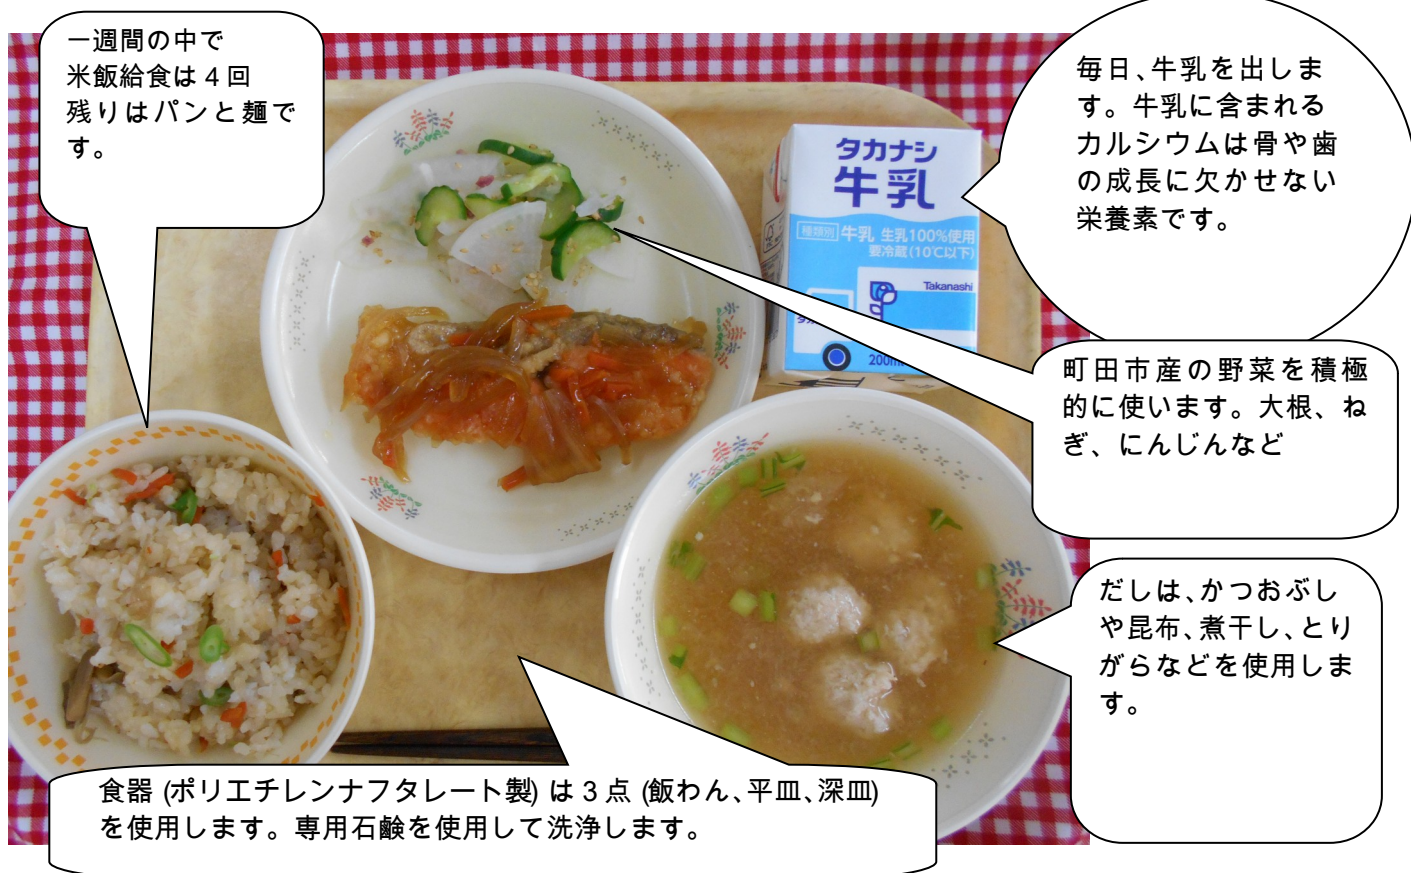 一週間の中で
米飯給食は4回
残りはパンと麺で
す。
毎日、牛乳を出しま
す。牛乳に含まれる
カルシウムは骨や歯
の成長に欠かせない
栄養素です。
タカナシ
牛乳
種類別 牛乳 生乳100%使用
要冷蔵(10℃以下)
Takanashi
200m
町田市産の野菜を積極
的に使います。大根、ね
ぎ、にんじんなど
だしは、かつおぶし
や昆布、煮干し、とり
がらなどを使用しま
す。
食器 (ポリエチレンナフタレート製) は3点 (飯わん、平皿、深皿)
を使用します。専用石鹸を使用して洗浄します。